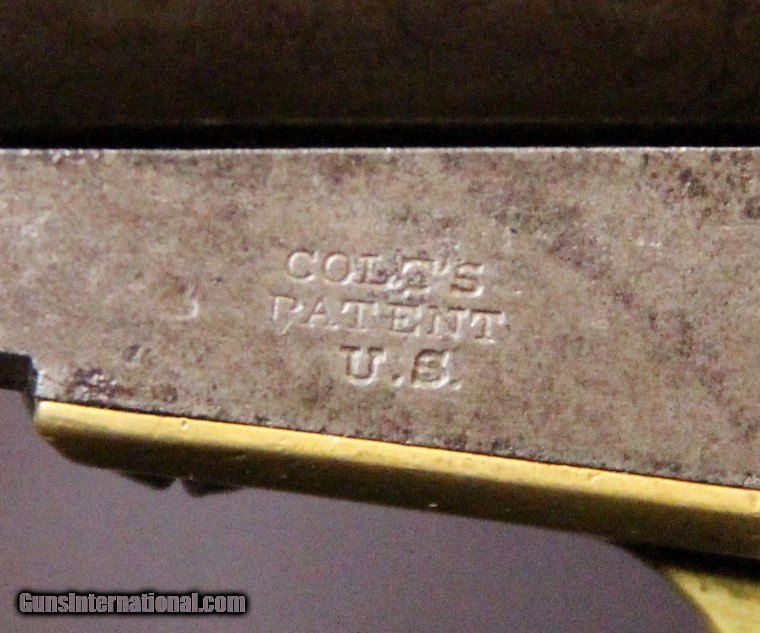 COLT'S
PATENT
U.S.
GunsInternational.com